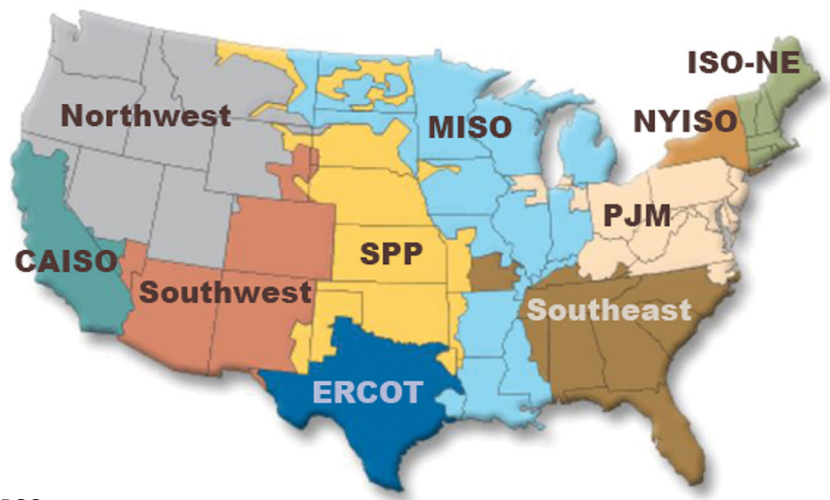 ISO-NE
Northwest
MISO
NYISO
PJM
CAISO
SPP
Southwest
Southeast
ERCOT